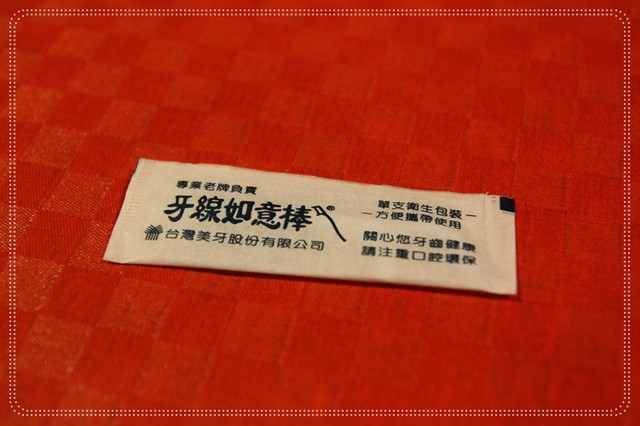 專業老牌負責
牙線如意棒®
台灣美牙股份有限公司
單支衛生包裝
方便攜帶使用
關心您牙齒健康
請注重口腔環保